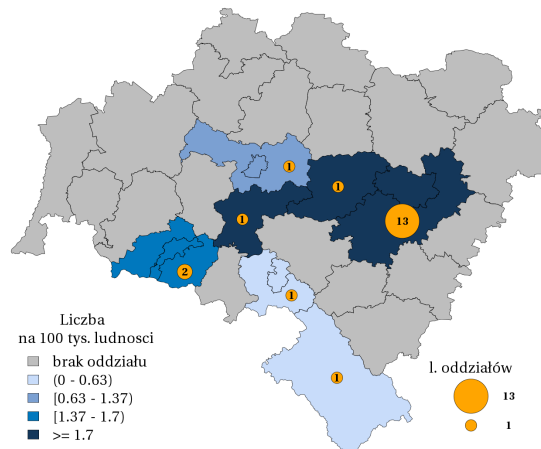 1
1
1
13
2
1
1
Liczba
na 100 tys. ludnosci
brak oddziału
(0 - 0.63)
[0.63 - 1.37)
[1.37 - 1.7)
>= 1.7
l. oddziałów
13
1